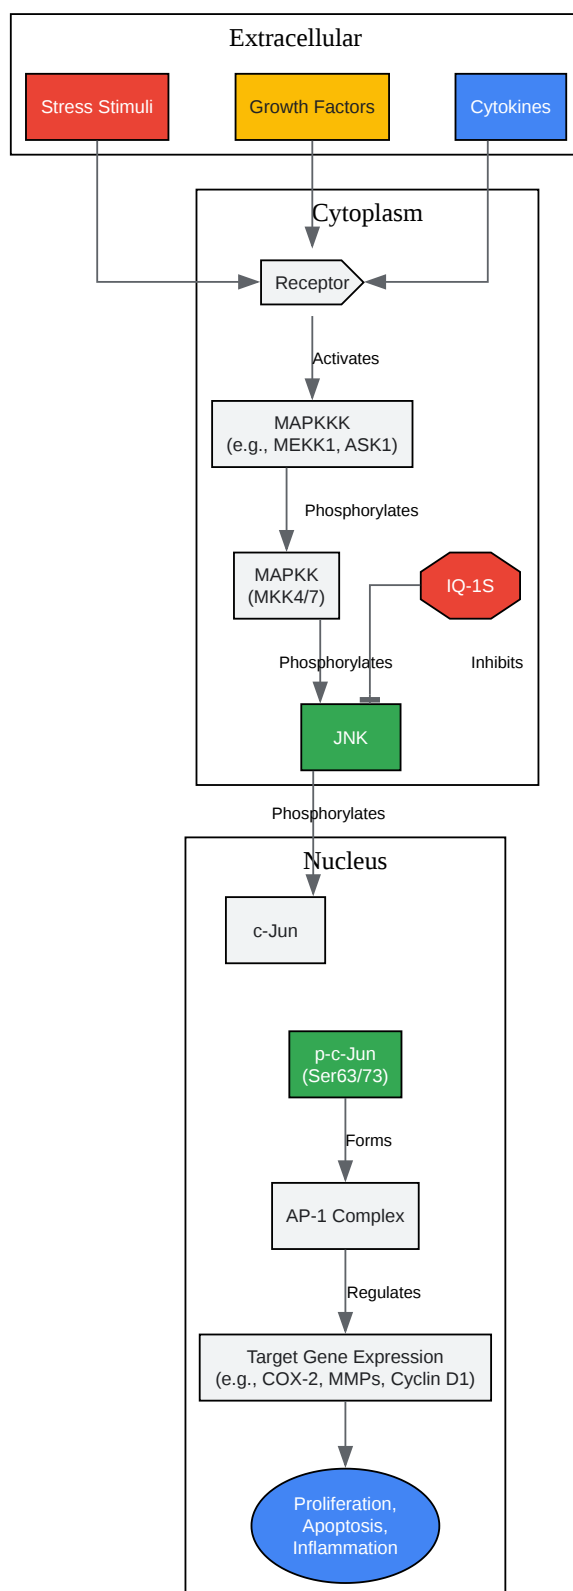 Extracellular
Stress Stimuli
Growth Factors
Cytokines
Cytoplasm
Receptor
Activates
MAPKKK
(e.g., MEKK1, ASK1)
Phosphorylates
MAPKK
(MKK4/7)
IQ-1S
Phosphorylates
Inhibits
JNK
Phosphorylates
Nucleus
c-Jun
p-c-Jun
(Ser63/73)
Forms
AP-1 Complex
Regulates
Target Gene Expression
(e.g., COX-2, MMPs, Cyclin D1)
Proliferation,
Apoptosis,
Inflammation